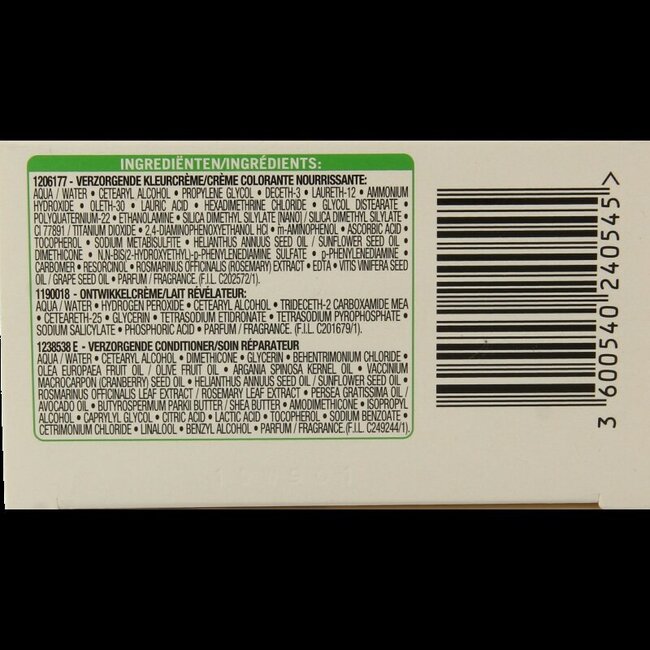 INGREDIËNTEN/INGRÉDIENTS:
1206177 - VERZORGENDE KLEURCRÈME/CRÈME COLORANTE NOURRISSANTE:
AQUA / WATER • CETEARYL ALCOHOL • PROPYLENE GLYCOL • DECETH-3 • LAURETH-12 • AMMONIUM
HYDROXIDE • OLETH-30 • LAURIC ACID • HEXADIMETHRINE CHLORIDE • GLYCOL DISTEARATE
POLYQUATERNIUM-22 • ETHANOLAMINE • SILICA DIMETHYL SILYLATE [NANO] / SILICA DIMETHYL SILYLATE •
CI 77891 / TITANIUM DIOXIDE • 2,4-DIAMINOPHENOXYETHANOL HCl • m-AMINOPHENOL • ASCORBIC ACID •
TOCOPHEROL • SODIUM METABISULFITE • HELIANTHUS ANNUUS SEED OIL / SUNFLOWER SEED OIL •
DIMETHICONE • N,N-BIS(2-HYDROXYETHYL)-p-PHENYLENEDIAMINE SULFATE • p-PHENYLENEDIAMINE
CARBOMER • RESORCINOL • ROSMARINUS OFFICINALIS (ROSEMARY) EXTRACT • EDTA • VITIS VINIFERA SEED
OIL / GRAPE SEED OIL • PARFUM / FRAGRANCE. (F.I.L. C202572/1).
1190018 - ONTWIKKELCRÈME/LAIT RÉVÉLATEUR:
AQUA / WATER • HYDROGEN PEROXIDE • CETEARYL ALCOHOL • TRIDECETH-2 CARBOXAMIDE MEA
• CETEARETH-25 • GLYCERIN • TETRASODIUM ETIDRONATE • TETRASODIUM PYROPHOSPHATE
SODIUM SALICYLATE • PHOSPHORIC ACID • PARFUM / FRAGRANCE. (F.I.L. C201679/1).
1238538 E - VERZORGENDE CONDITIONER/SOIN RÉPARATEUR
AQUA / WATER • CETEARYL ALCOHOL • DIMETHICONE • GLYCERIN • BEHENTRIMONIUM CHLORIDE •
OLEA EUROPAEA FRUIT OIL / OLIVE FRUIT OIL • ARGANIA SPINOSA KERNEL OIL • VACCINIUM
MACROCARPON (CRANBERRY) SEED OIL • HELIANTHUS ANNUUS SEED OIL / SUNFLOWER SEED OIL •
ROSMARINUS OFFICINALIS LEAF EXTRACT / ROSEMARY LEAF EXTRACT • PERSEA GRATISSIMA OIL /
AVOCADO OIL • BUTYROSPERMUM PARKII BUTTER / SHEA BUTTER • AMODIMETHICONE • ISOPROPYL
ALCOHOL • CAPRYLYL GLYCOL • CITRIC ACID • LACTIC ACID • TOCOPHEROL • SODIUM BENZOATE •
CETRIMONIUM CHLORIDE • LINALOOL • BENZYL ALCOHOL • PARFUM / FRAGRANCE.(F.I.L. C249244/1).
3 600540 240545 >